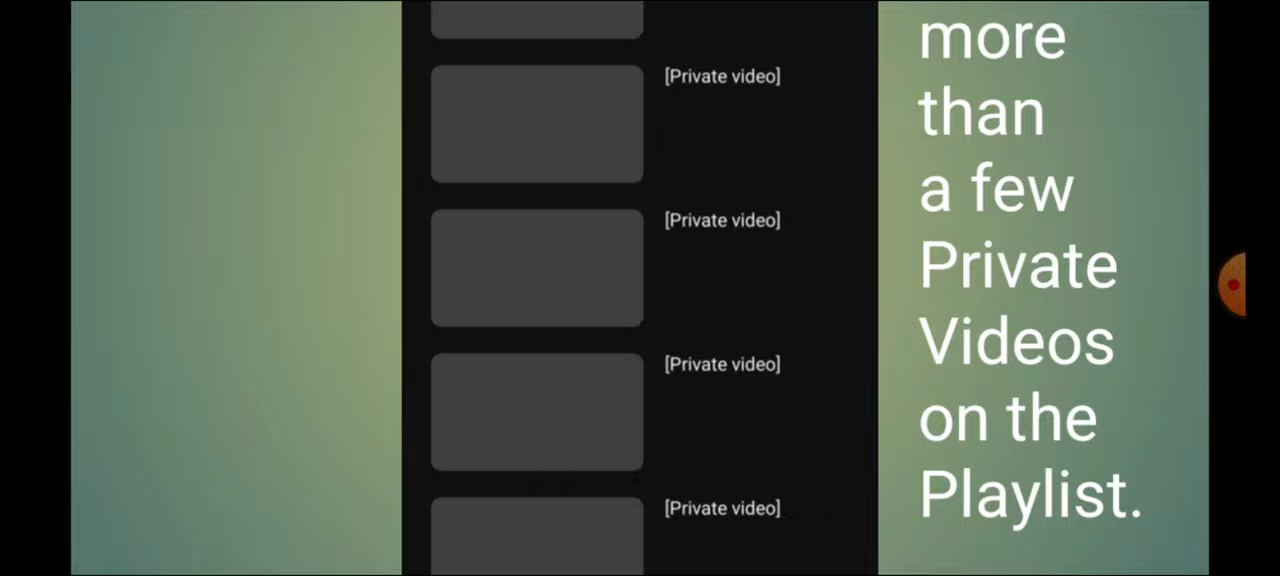 [Private video]
[Private video]
[Private video]
[Private video]
more
than
a few
Private
Videos
on the
Playlist.